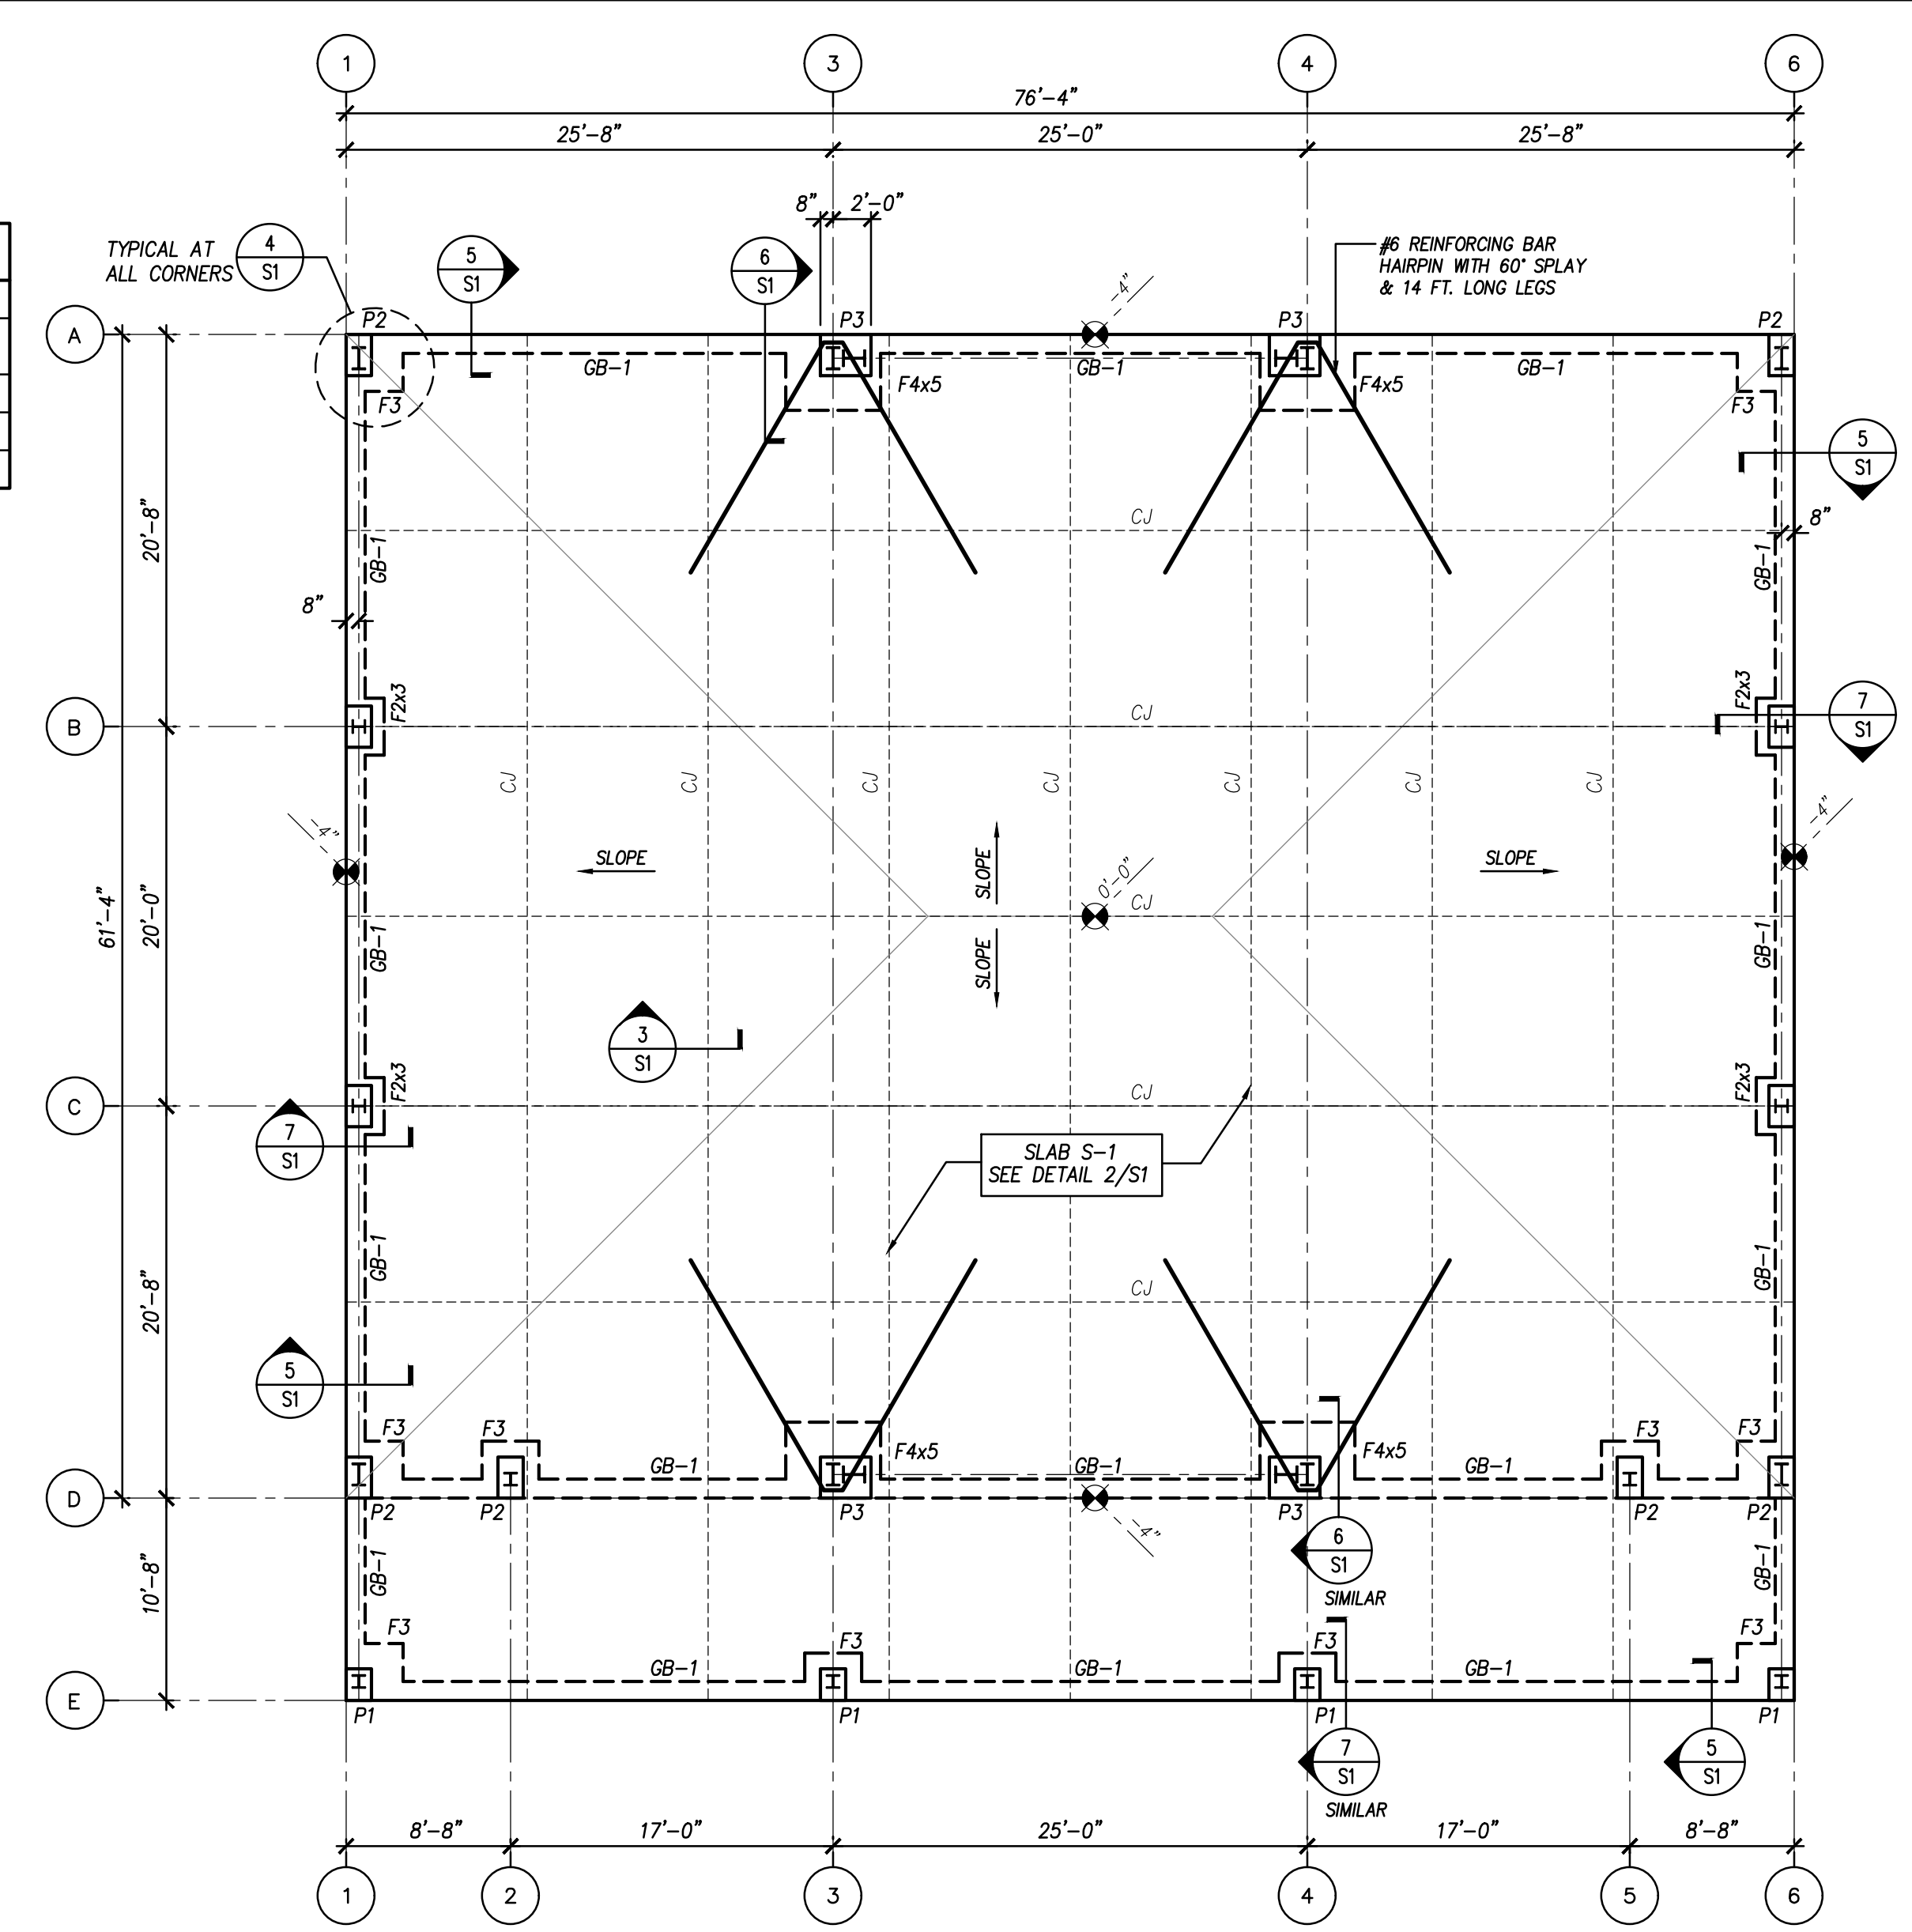 1
3
4
6
76'-4"
25'-8"
25'-0"
25'-8"
8"
2'-0"
TYPICAL AT
ALL CORNERS
4
S1
5
S1
6
S1
-4"
#6 REINFORCING BAR
HAIRPIN WITH 60° SPLAY
& 14 FT. LONG LEGS
A
P2
P3
P3
P2
GB-1
GB-1
GB-1
F3
F4x5
F4x5
F3
5
S1
20'-8"
GB-1
CJ
GB-1
8"
8"
B
F2x3
CJ
F2x3
7
S1
CJ
CJ
CJ
CJ
CJ
CJ
CJ
-4"
-4"
SLOPE
SLOPE
0'-0"
SLOPE
CJ
61'-4"
20'-0"
GB-1
SLOPE
GB-1
3
S1
C
F2x3
CJ
F2x3
7
S1
SLAB S-1
SEE DETAIL 2/S1
20'-8"
GB-1
CJ
GB-1
5
S1
F3
F3
F3
F3
GB-1
F4x5
GB-1
F4x5
GB-1
D
P2
P2
P3
P3
P2
P2
-4"
6
S1
SIMILAR
10'-8"
GB-1
GB-1
F3
F3
F3
F3
GB-1
GB-1
GB-1
E
P1
P1
P1
P1
7
S1
SIMILAR
5
S1
8'-8"
17'-0"
25'-0"
17'-0"
8'-8"
1
2
3
4
5
6